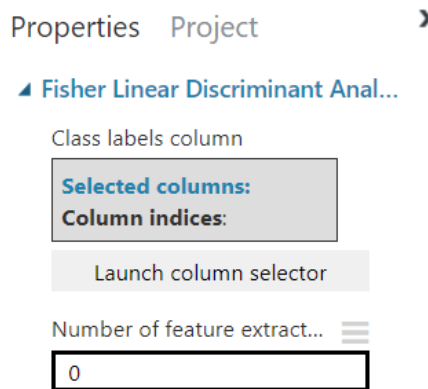 Properties Project
Fisher Linear Discriminant Anal...
Class labels column
Selected columns:
Column indices:
Launch column selector
Number of feature extract...
0